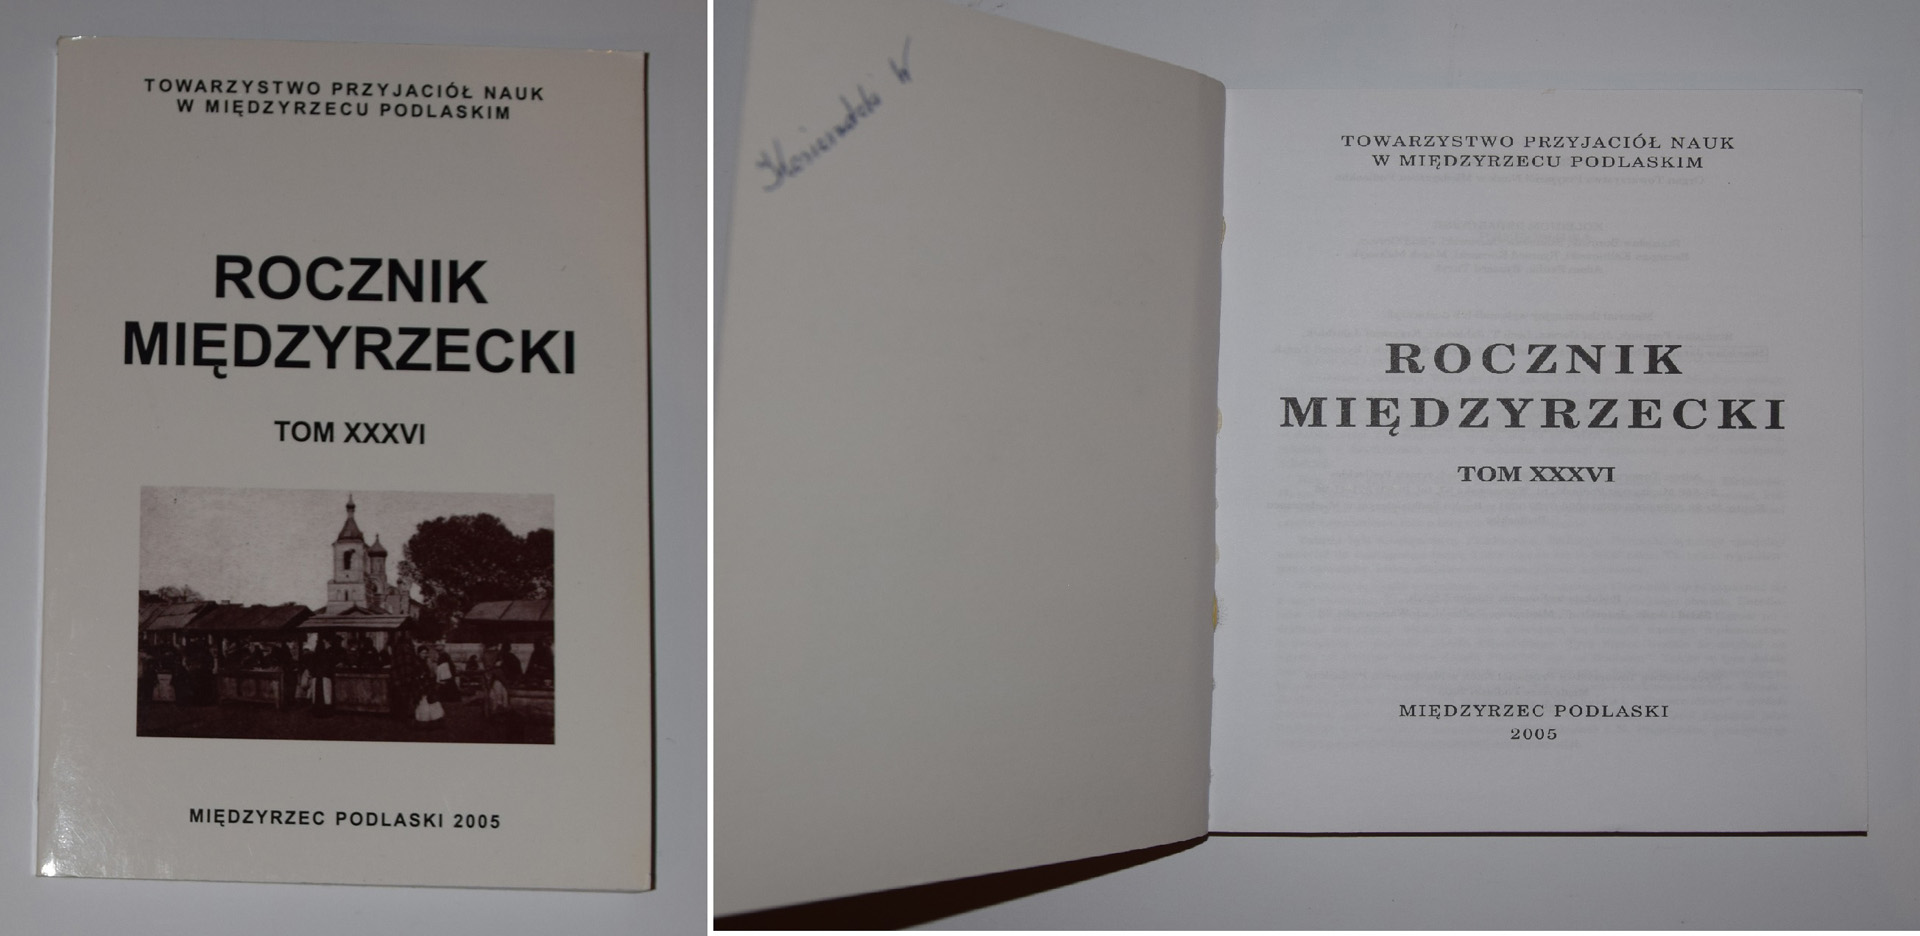 TOWARZYSTWO PRZYJACIÓŁ NAUK
W MIĘDZYRZECU PODLASKIM
ROCZNIK
MIĘDZYRZECKI
TOM XXXVI
MIĘDZYRZEC PODLASKI 2005
TOWARZYSTWO PRZYJACIÓŁ NAUK
W MIĘDZYRZECU PODLASKIM
ROCZNIK
MIĘDZYRZECKI
TOM XXXVI
MIĘDZYRZEC PODLASKI
2005